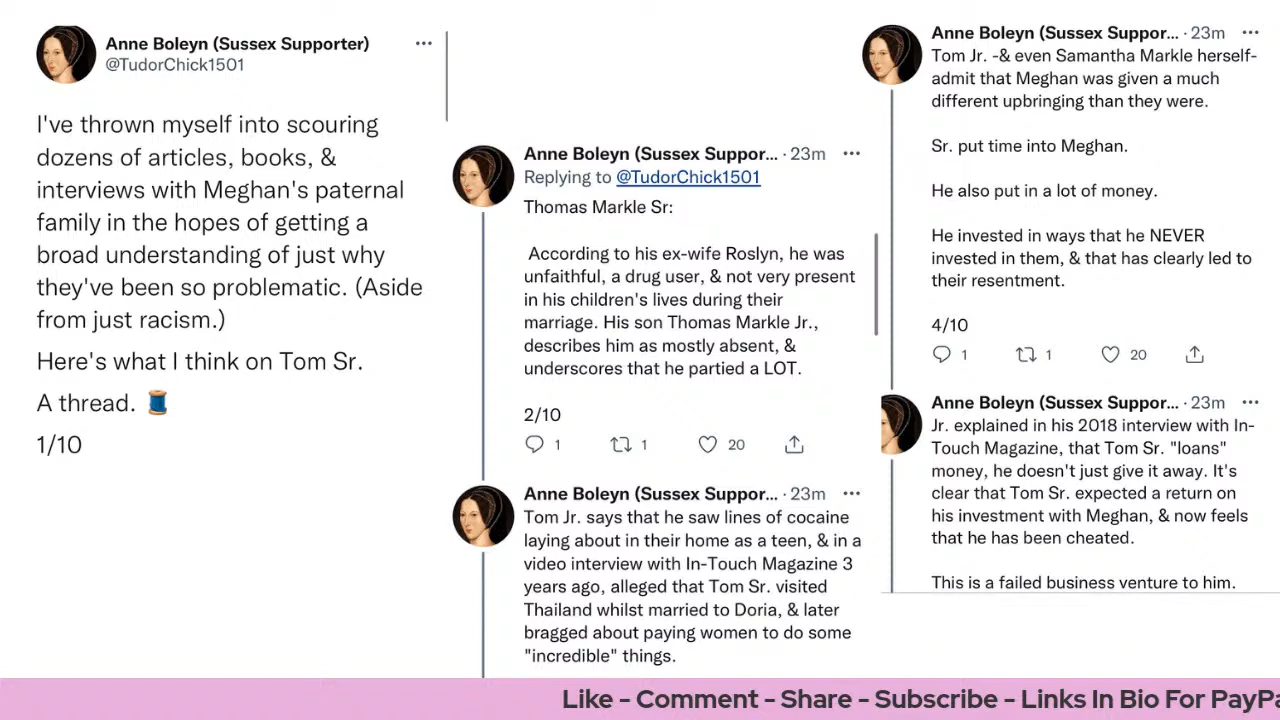 Anne Boleyn (Sussex Supporter)
@TudorChick1501
I've thrown myself into scouring
dozens of articles, books, &
interviews with Meghan's paternal
family in the hopes of getting a
broad understanding of just why
they've been so problematic. (Aside
from just racism.)
Here's what I think on Tom Sr.
A thread. 🧵
1/10
Anne Boleyn (Sussex Suppor... · 23m
Replying to @TudorChick1501
Thomas Markle Sr:
According to his ex-wife Roslyn, he was
unfaithful, a drug user, & not very present
in his children's lives during their
marriage. His son Thomas Markle Jr.,
describes him as mostly absent, &
underscores that he partied a LOT.
2/10
1 1 20
Anne Boleyn (Sussex Suppor... · 23m
Tom Jr. says that he saw lines of cocaine
laying about in their home as a teen, & in a
video interview with In-Touch Magazine 3
years ago, alleged that Tom Sr. visited
Thailand whilst married to Doria, & later
bragged about paying women to do some
"incredible" things.
Anne Boleyn (Sussex Suppor... · 23m
Tom Jr. -& even Samantha Markle herself-
admit that Meghan was given a much
different upbringing than they were.
Sr. put time into Meghan.
He also put in a lot of money.
He invested in ways that he NEVER
invested in them, & that has clearly led to
their resentment.
4/10
1 1 20
Anne Boleyn (Sussex Suppor... · 23m
Jr. explained in his 2018 interview with In-
Touch Magazine, that Tom Sr. "loans"
money, he doesn't just give it away. It's
clear that Tom Sr. expected a return on
his investment with Meghan, & now feels
that he has been cheated.
This is a failed business venture to him.
Like - Comment - Share - Subscribe - Links In Bio For PayPa